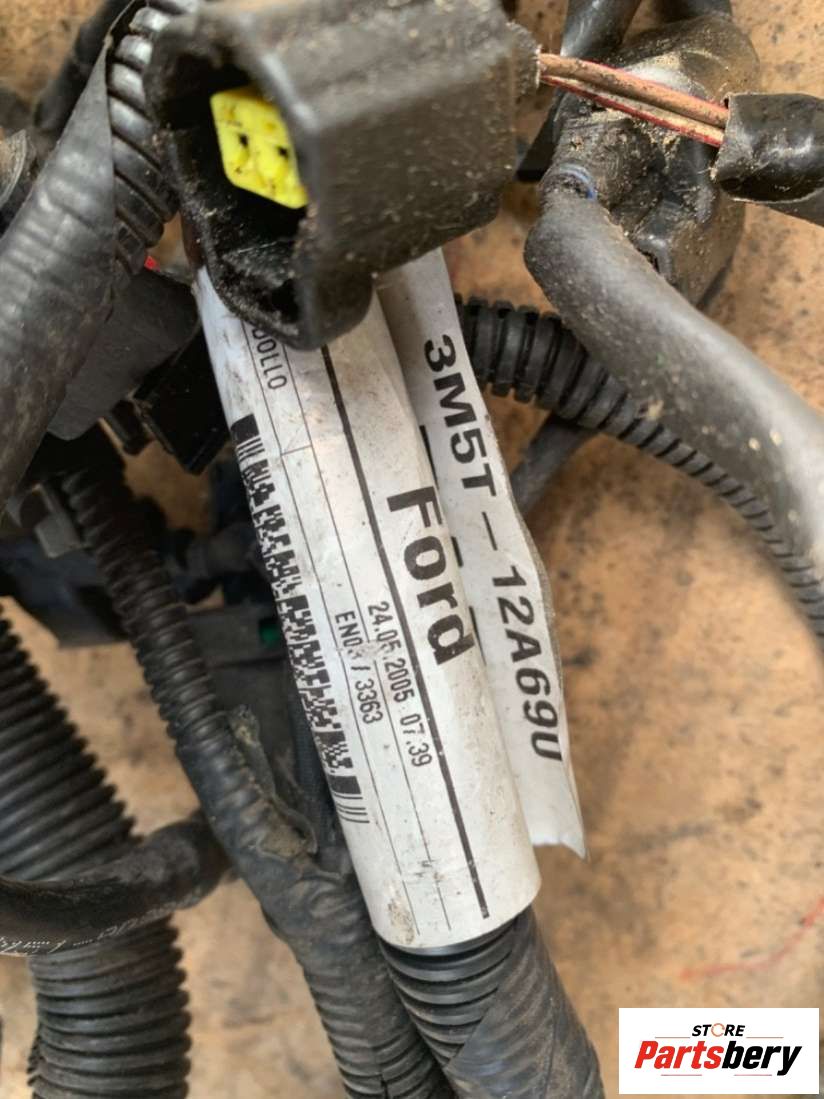 3M5T-12A69U
Ford
24.05.2005 07.39
3363
STORE
Partsbery